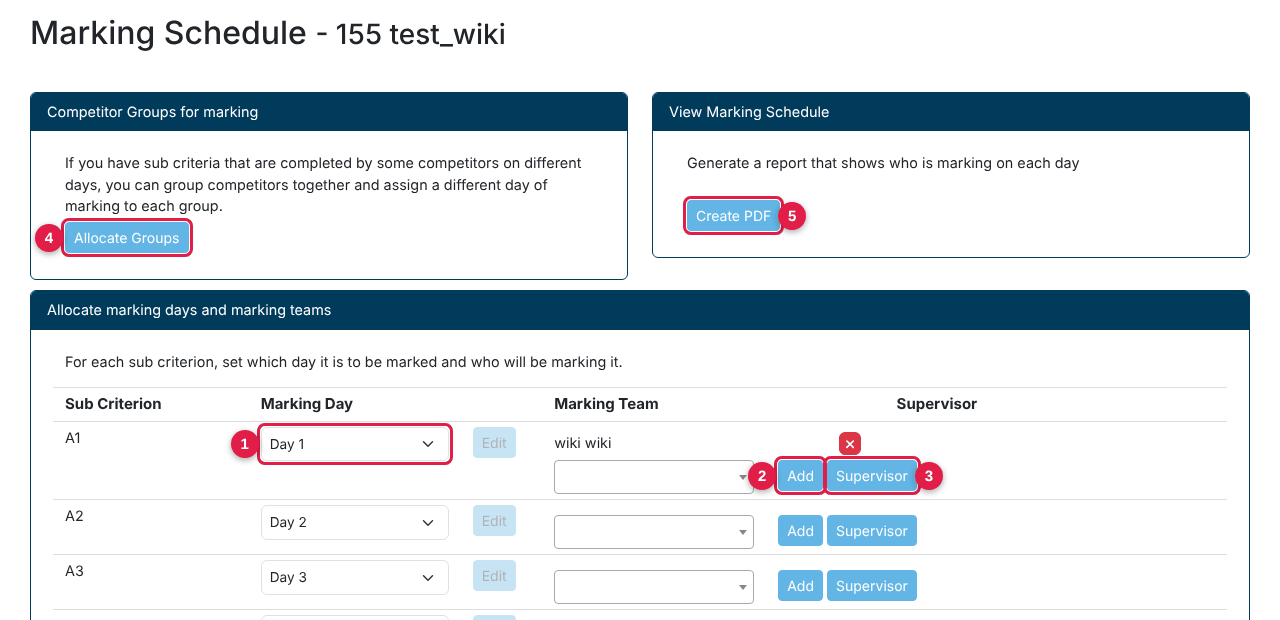 Marking Schedule - 155 test_wiki
Competitor Groups for marking
If you have sub criteria that are completed by some competitors on different
days, you can group competitors together and assign a different day of
marking to each group.
4 Allocate Groups
View Marking Schedule
Generate a report that shows who is marking on each day
Create PDF 5
Allocate marking days and marking teams
For each sub criterion, set which day it is to be marked and who will be marking it.
Sub Criterion Marking Day Marking Team Supervisor
A1 1 Day 1 Edit wiki wiki
2 Add Supervisor 3
A2 Day 2 Edit Add Supervisor
A3 Day 3 Edit Add Supervisor